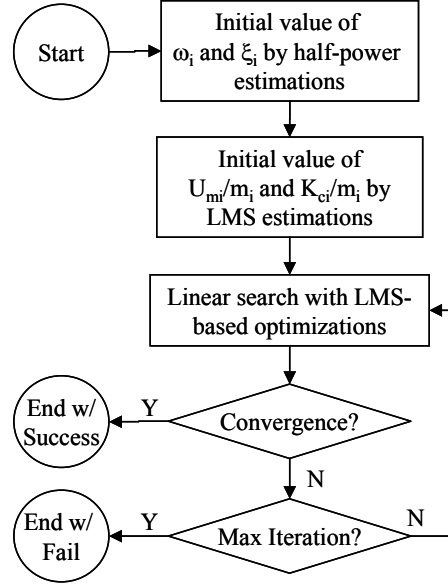 Start
Initial value of
ωi and ξi by half-power
estimations
Initial value of
Umi/mi and Kci/mi by
LMS estimations
Linear search with LMS-
based optimizations
End w/
Success
Y
Convergence?
N
End w/
Fail
Y
Max Iteration?
N